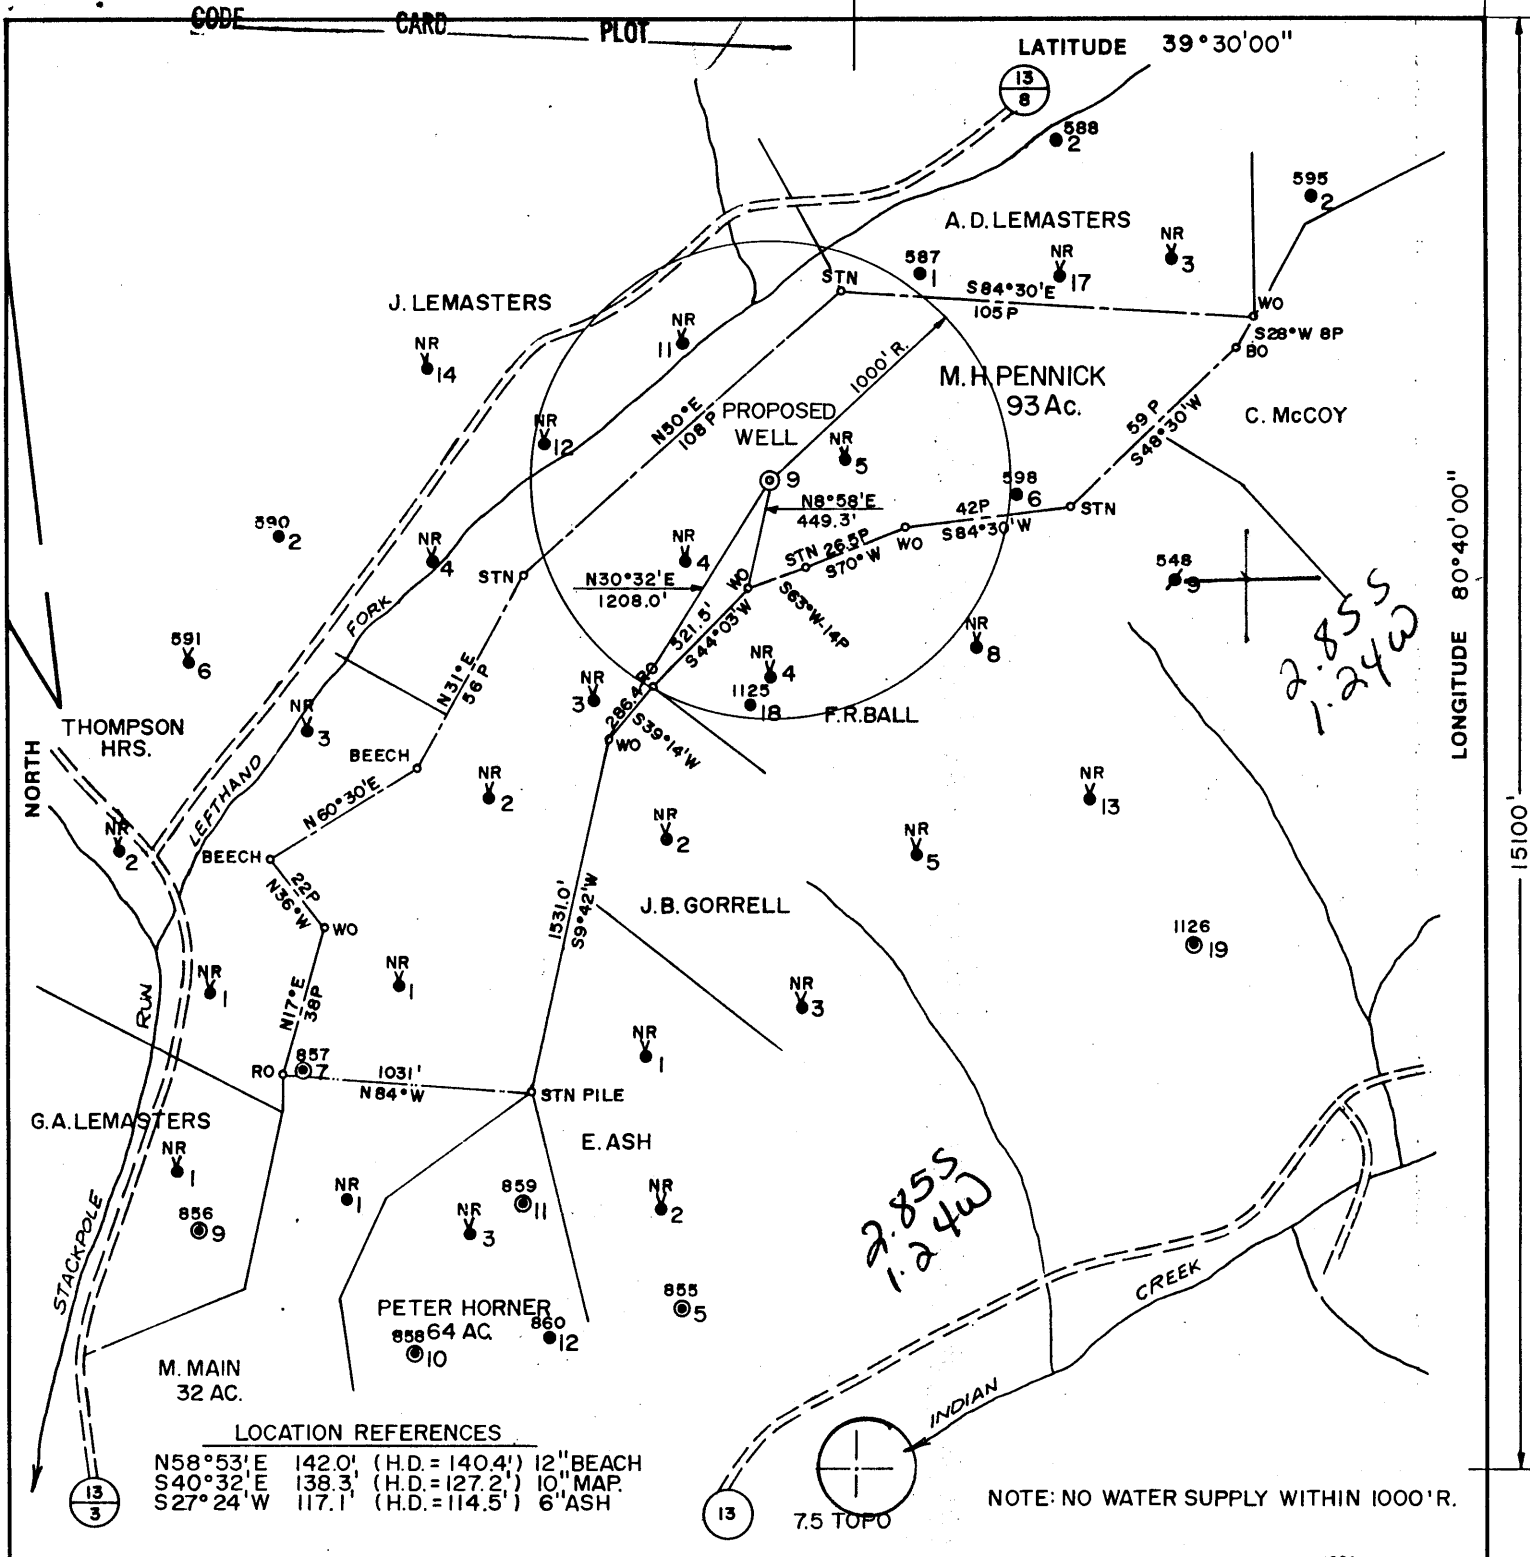 CODE CARD PLOT
LATITUDE 39°30'00"
13
8
588
2
595
2
A.D. LEMASTERS
NR
3
587
1
NR
17
STN
S84°30'E
105P
WO
S28°W 8P
BO
J. LEMASTERS
NR
14
NR
11
1000' R.
M.H. PENNICK
93 Ac.
C. McCOY
59 P
S48°30'W
N50°E
108 P
PROPOSED
WELL
NR
12
NR
5
9
N8°58'E
449.3'
598
6
42P
S84°30'W
STN
WO
STN 26.5P
S70°W
590
2
NR
4
STN
NR
4
N30°32'E
1208.0'
WO
S63°W-14P
548
9
2.85S
1.24W
LONGITUDE 80°40'00"
15100'
FORK
591
6
521.5'
S44°03'W
NR
8
N31°E
56 P
NR
3
RO
286.4
S39°14'W
WO
NR
4
1125
18
F.R. BALL
THOMPSON
HRS.
NR
3
BEECH
NORTH
LEFTHAND
N60°30'E
NR
2
NR
13
NR
2
BEECH
22P
N36°W
WO
NR
2
NR
5
1531.0'
S9°42'W
J.B. GORRELL
1126
19
NR
1
NR
1
N17°E
38P
NR
3
RUN
NR
1
RO
857
7
1031'
N84°W
STN PILE
G.A. LEMASTERS
E. ASH
NR
1
NR
1
859
11
NR
2
856
9
NR
3
2.85S
1.24W
STACKPOLE
CREEK
855
5
PETER HORNER
64 AC.
860
12
858
10
M. MAIN
32 AC.
INDIAN
LOCATION REFERENCES
N58°53'E 142.0' (H.D. = 140.4') 12" BEACH
S40°32'E 138.3' (H.D. = 127.2') 10" MAP.
S27°24'W 117.1' (H.D. = 114.5') 6" ASH
13
3
13
7.5 TOPO
NOTE: NO WATER SUPPLY WITHIN 1000' R.